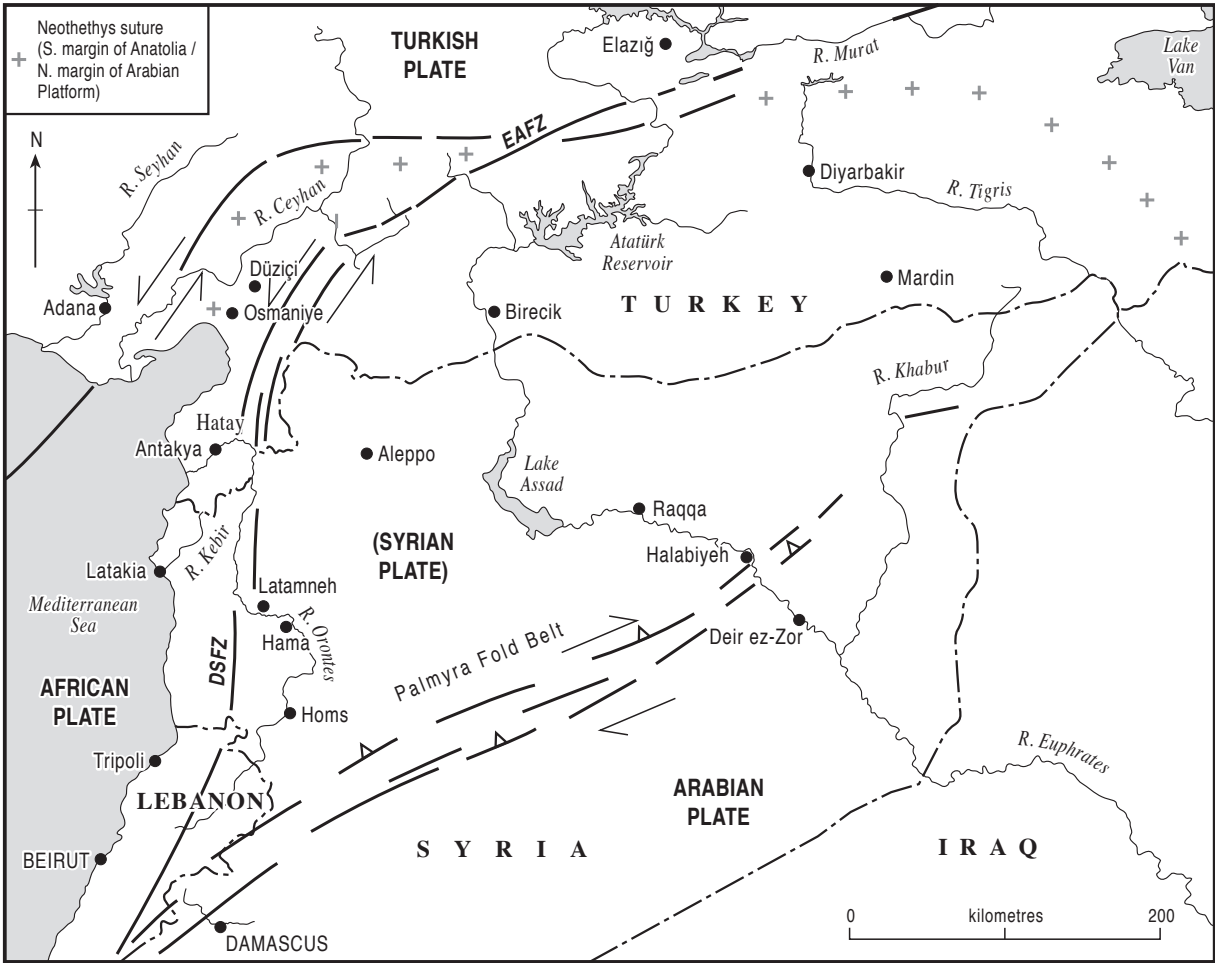 Neothethys suture
(S. margin of Anatolia /
N. margin of Arabian
Platform)
TURKISH
PLATE
Elazığ
R. Murat
Lake
Van
N
R. Seyhan
EAFZ
R. Ceyhan
Diyarbakir
R. Tigris
Atatürk
Reservoir
Düziçi
Adana
Osmaniye
Birecik
TURKEY
Mardin
R. Khabur
Hatay
Antakya
Aleppo
Lake
Assad
Raqqa
R. Kebir
(SYRIAN
PLATE)
Halabiyeh
Latakia
Latamneh
Mediterranean
Sea
R. Orontes
Hama
Deir ez-Zor
DSFZ
Palmyra Fold Belt
AFRICAN
PLATE
Homs
Tripoli
R. Euphrates
LEBANON
ARABIAN
PLATE
BEIRUT
SYRIA
IRAQ
0 kilometres 200
DAMASCUS